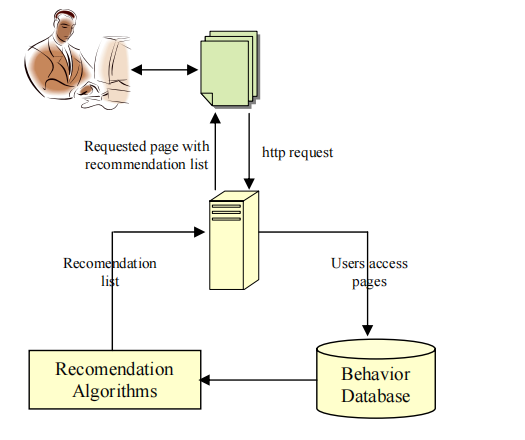 Requested page with
recommendation list
http request
Recomendation
list
Users access
pages
Recomendation
Algorithms
Behavior
Database